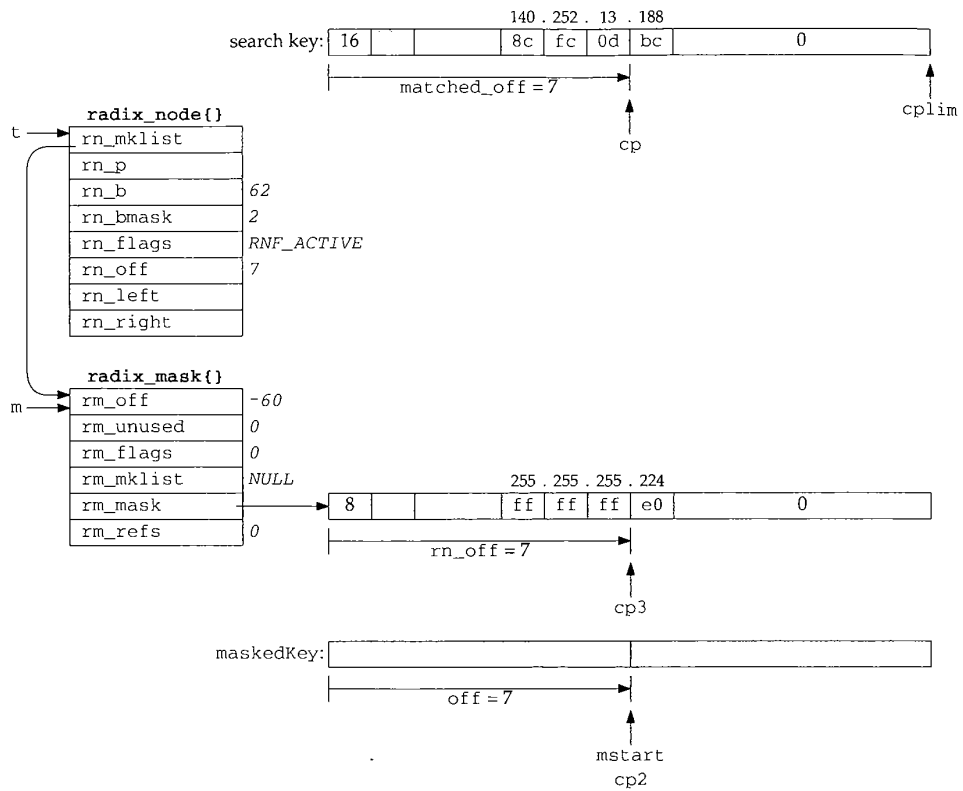 140 . 252 . 13 . 188
search key: 16 8c fc 0d bc 0
matched_off = 7
cp
cplim
radix_node{}
t
rn_mklist
rn_p
rn_b 62
rn_bmask 2
rn_flags RNF_ACTIVE
rn_off 7
rn_left
rn_right
radix_mask{}
m
rm_off -60
rm_unused 0
rm_flags 0
rm_mklist NULL
rm_mask
rm_refs 0
255 . 255 . 255 . 224
8 ff ff ff e0 0
rn_off = 7
cp3
maskedKey:
off = 7
mstart
cp2